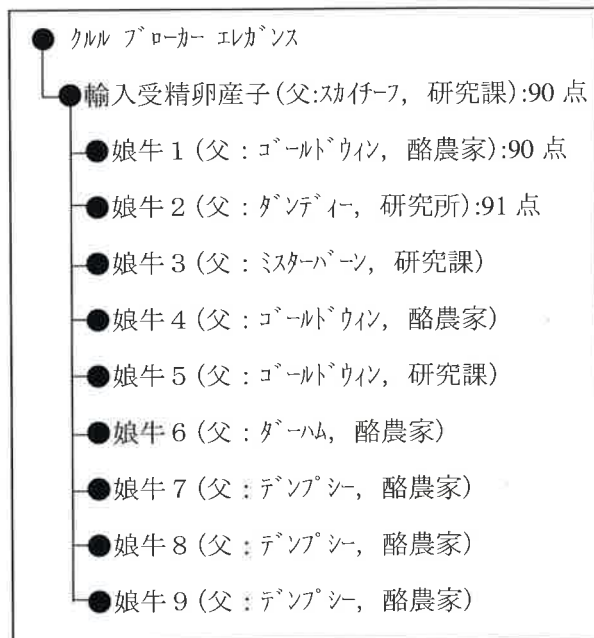 ｸﾙﾙ ﾌﾞﾛｰｶｰ ｴﾚｶﾞﾝｽ
輸入受精卵産子(父:ｽｶｲﾁｰﾌ, 研究課):90 点
娘牛１(父：ｺﾞｰﾙﾄﾞｳｨﾝ, 酪農家):90 点
娘牛２(父：ﾀﾞﾝﾃﾞｨｰ, 研究所):91 点
娘牛３(父：ﾐｽﾀｰﾊﾞｰﾝ, 研究課)
娘牛４(父：ｺﾞｰﾙﾄﾞｳｨﾝ, 酪農家)
娘牛５(父：ｺﾞｰﾙﾄﾞｳｨﾝ, 研究課)
娘牛６(父：ﾀﾞｰﾊﾑ, 酪農家)
娘牛７(父：ﾃﾞﾝﾌﾟｼｰ, 酪農家)
娘牛８(父：ﾃﾞﾝﾌﾟｼｰ, 酪農家)
娘牛９(父：ﾃﾞﾝﾌﾟｼｰ, 酪農家)